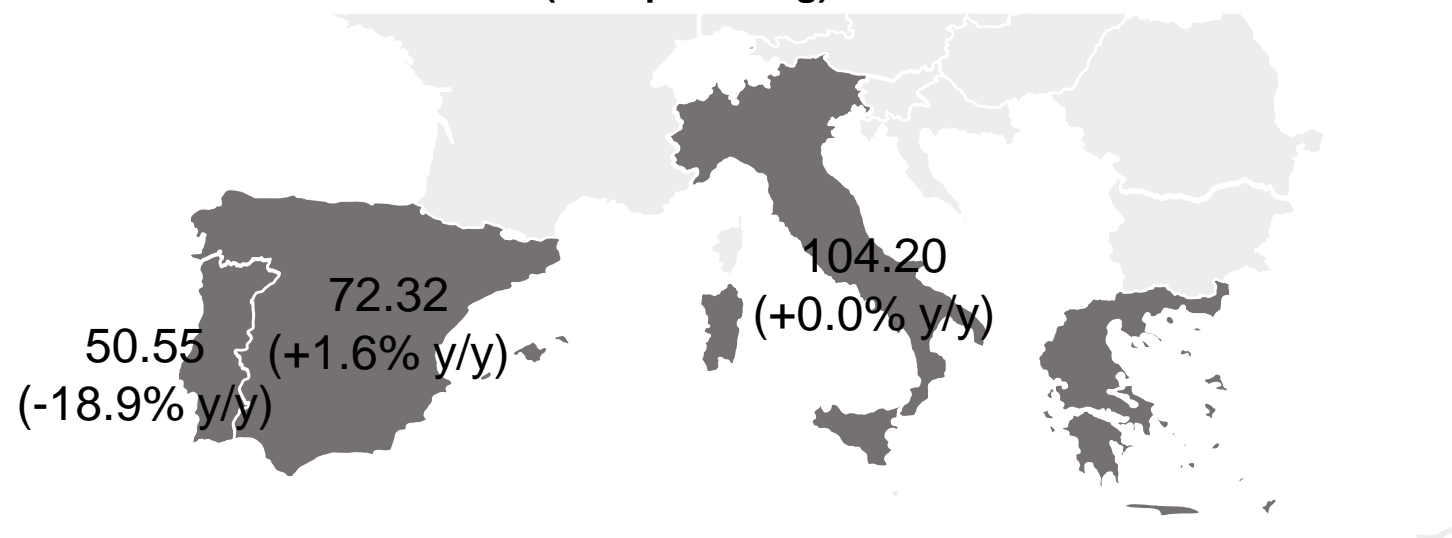 72.32
(+1.6% y/y)
50.55
(-18.9% y/y)
104.20
(+0.0% y/y)